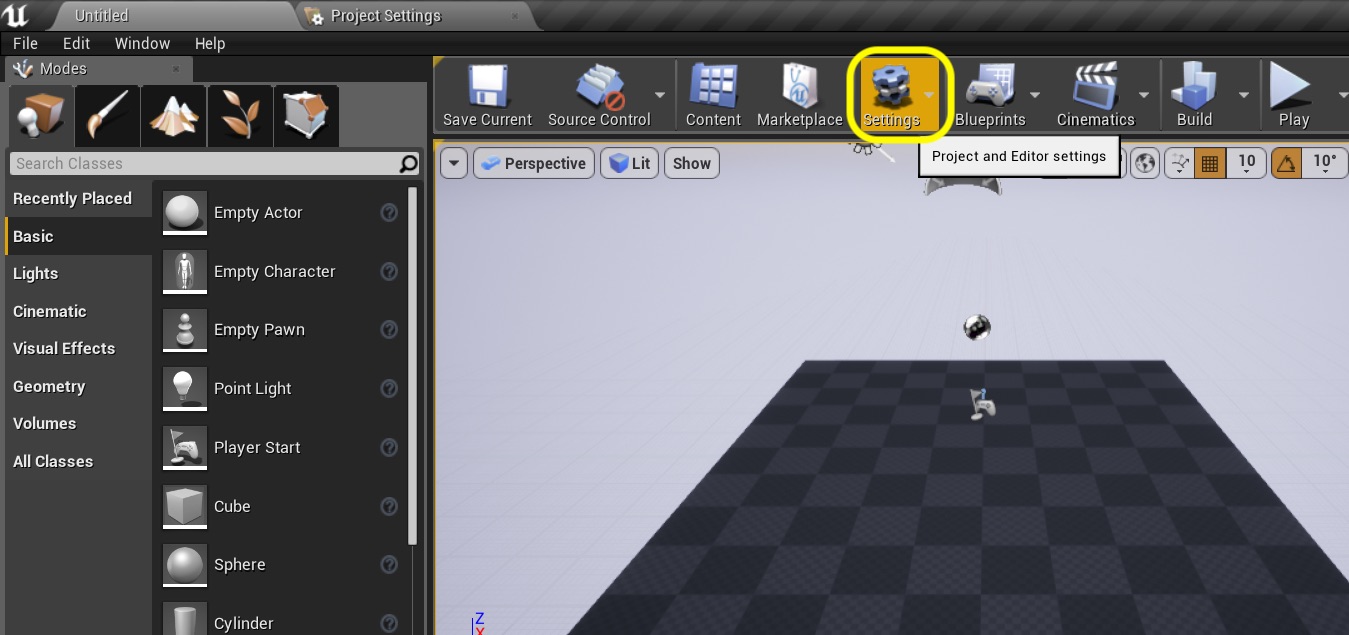 Untitled
Project Settings
File Edit Window Help
Modes
Save Current Source Control Content Marketplace Settings Blueprints Cinematics Build Play
Search Classes
Perspective Lit Show
Project and Editor settings
10 10°
Recently Placed
Basic
Lights
Cinematic
Visual Effects
Geometry
Volumes
All Classes
Empty Actor
Empty Character
Empty Pawn
Point Light
Player Start
Cube
Sphere
Cylinder
Z
X